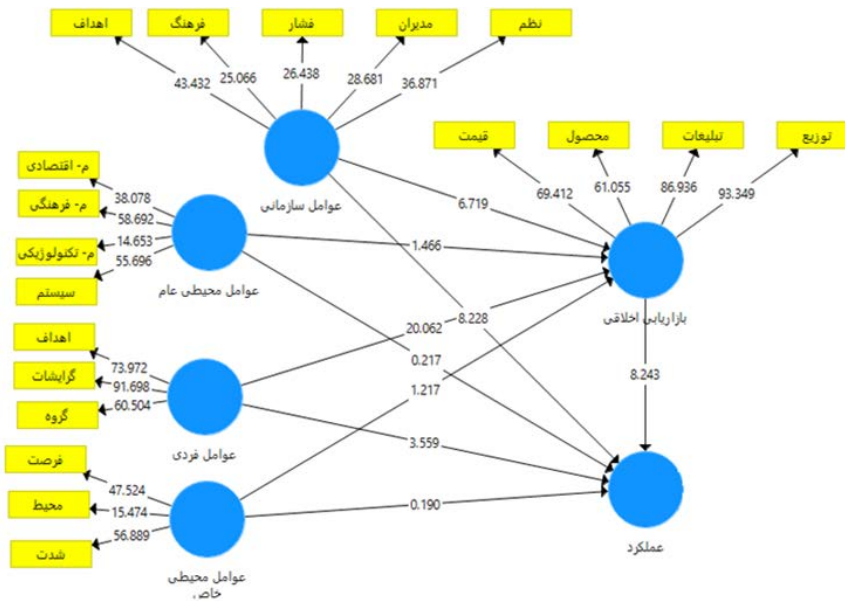 اهداف
فرهنگ
فشار
مدیران
نظم
43.432
25.066
26.438
28.681
36.871
عوامل سازمانی
قیمت
محصول
تبلیغات
توزیع
69.412
61.055
86.936
93.349
بازاریابی اخلاقی
م- اقتصادی
م- فرهنگی
م- تکنولوژیکی
سیستم
38.078
58.692
14.653
55.696
عوامل محیطی عام
6.719
1.466
20.062
8.228
0.217
1.217
8.243
3.559
0.190
اهداف
گرایشات
گروه
73.972
91.698
60.504
عوامل فردی
فرصت
محیط
شدت
47.524
15.474
56.889
عوامل محیطی
خاص
عملکرد